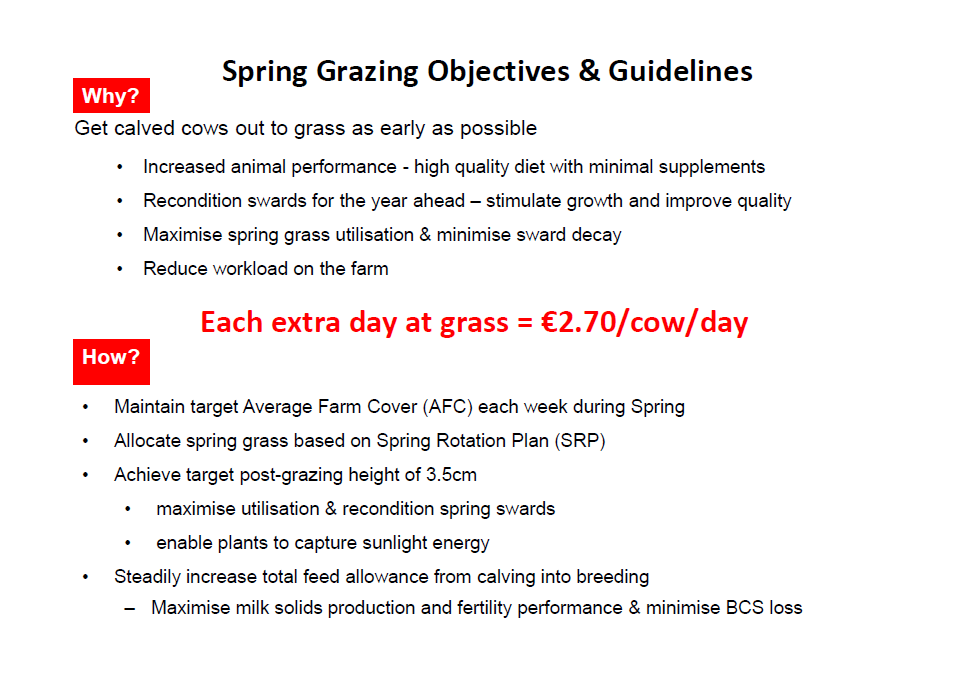 Spring Grazing Objectives & Guidelines
Why?
Get calved cows out to grass as early as possible
• Increased animal performance - high quality diet with minimal supplements
• Recondition swards for the year ahead – stimulate growth and improve quality
• Maximise spring grass utilisation & minimise sward decay
• Reduce workload on the farm
Each extra day at grass = €2.70/cow/day
How?
• Maintain target Average Farm Cover (AFC) each week during Spring
• Allocate spring grass based on Spring Rotation Plan (SRP)
• Achieve target post-grazing height of 3.5cm
• maximise utilisation & recondition spring swards
• enable plants to capture sunlight energy
• Steadily increase total feed allowance from calving into breeding
– Maximise milk solids production and fertility performance & minimise BCS loss